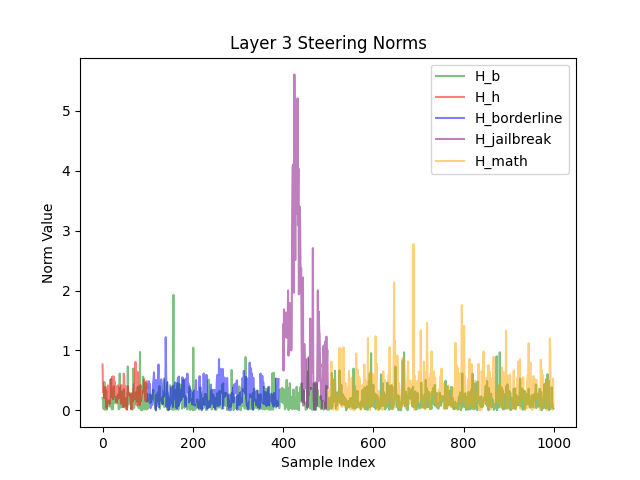 Layer 3 Steering Norms
H_b
H_h
H_borderline
H_jailbreak
H_math
Norm Value
5
4
3
2
1
0
0 200 400 600 800 1000
Sample Index